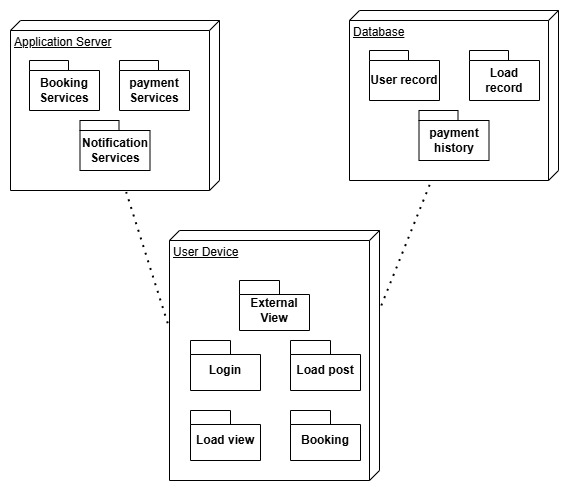 Application Server
Booking
Services
payment
Services
Notification
Services
Database
User record
Load
record
payment
history
User Device
External
View
Login
Load post
Load view
Booking